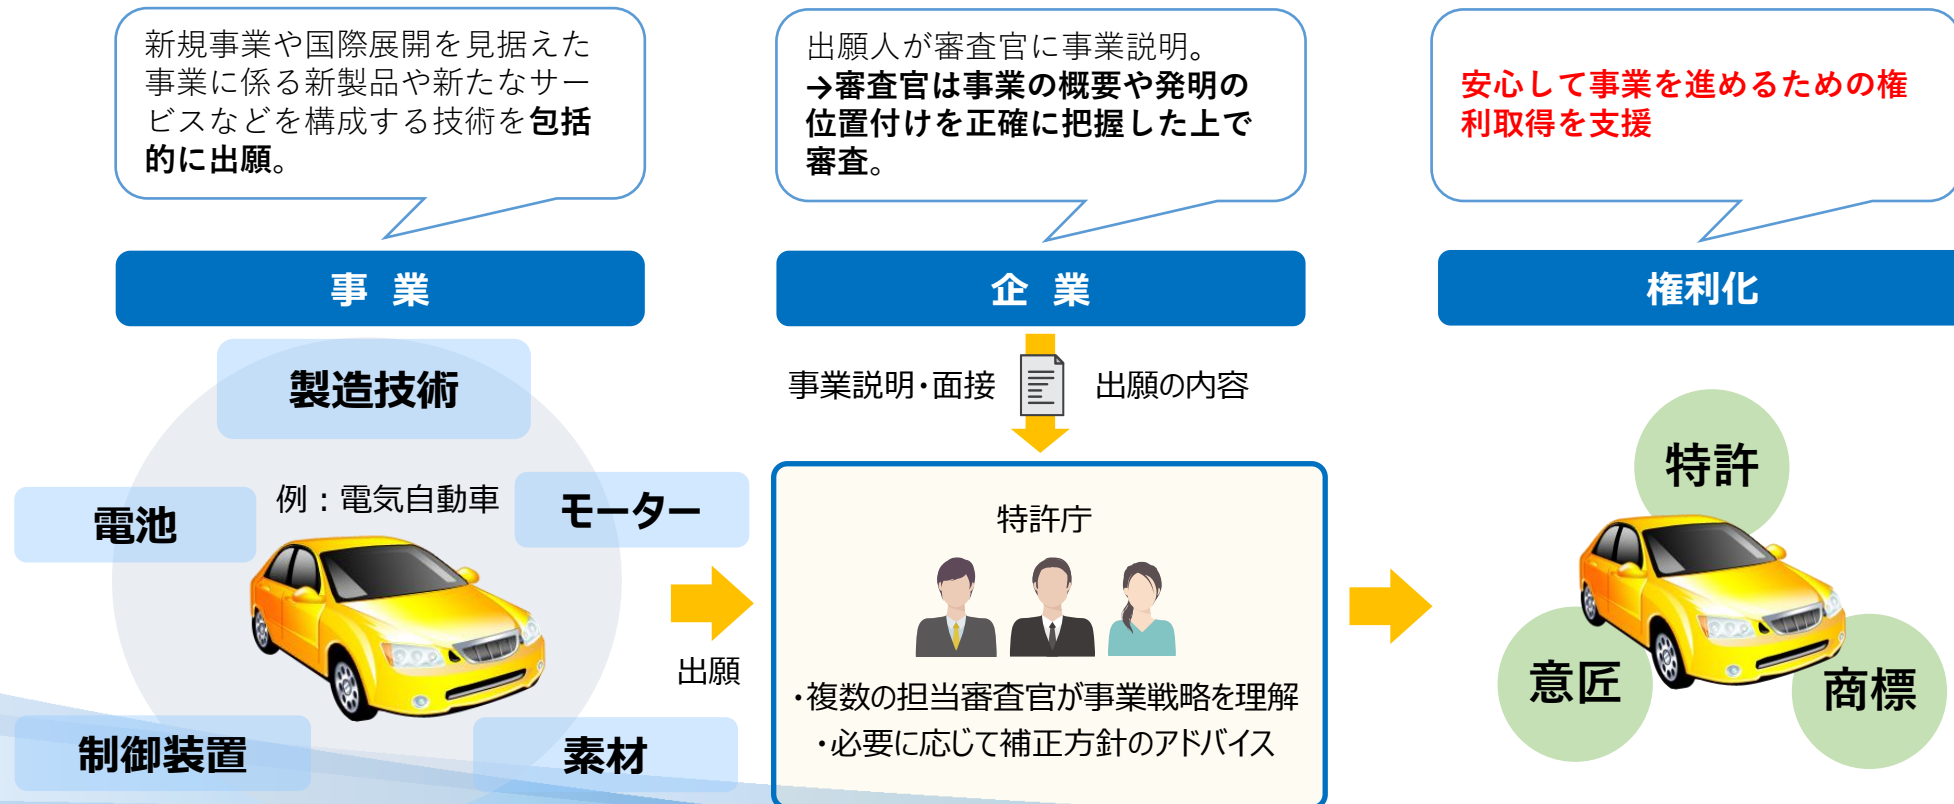 新規事業や国際展開を見据えた
事業に係る新製品や新たなサー
ビスなどを構成する技術を包括
的に出願。
出願人が審査官に事業説明。
→審査官は事業の概要や発明の
位置付けを正確に把握した上で
審査。
安心して事業を進めるための権
利取得を支援
事 業
企 業
権利化
製造技術
電池
例：電気自動車
モーター
制御装置
素材
出願
事業説明・面接
出願の内容
特許庁
・複数の担当審査官が事業戦略を理解
・必要に応じて補正方針のアドバイス
特許
意匠
商標